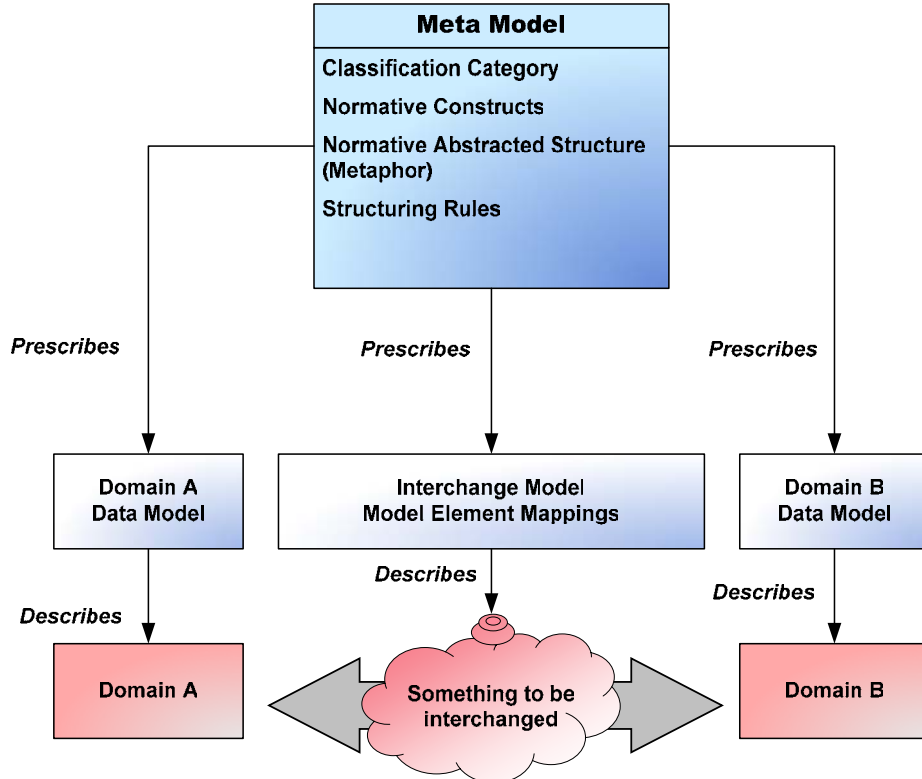 Meta Model
Classification Category
Normative Constructs
Normative Abstracted Structure
(Metaphor)
Structuring Rules
Prescribes
Prescribes
Prescribes
Domain A
Data Model
Interchange Model
Model Element Mappings
Domain B
Data Model
Describes
Describes
Describes
Domain A
Something to be
interchanged
Domain B